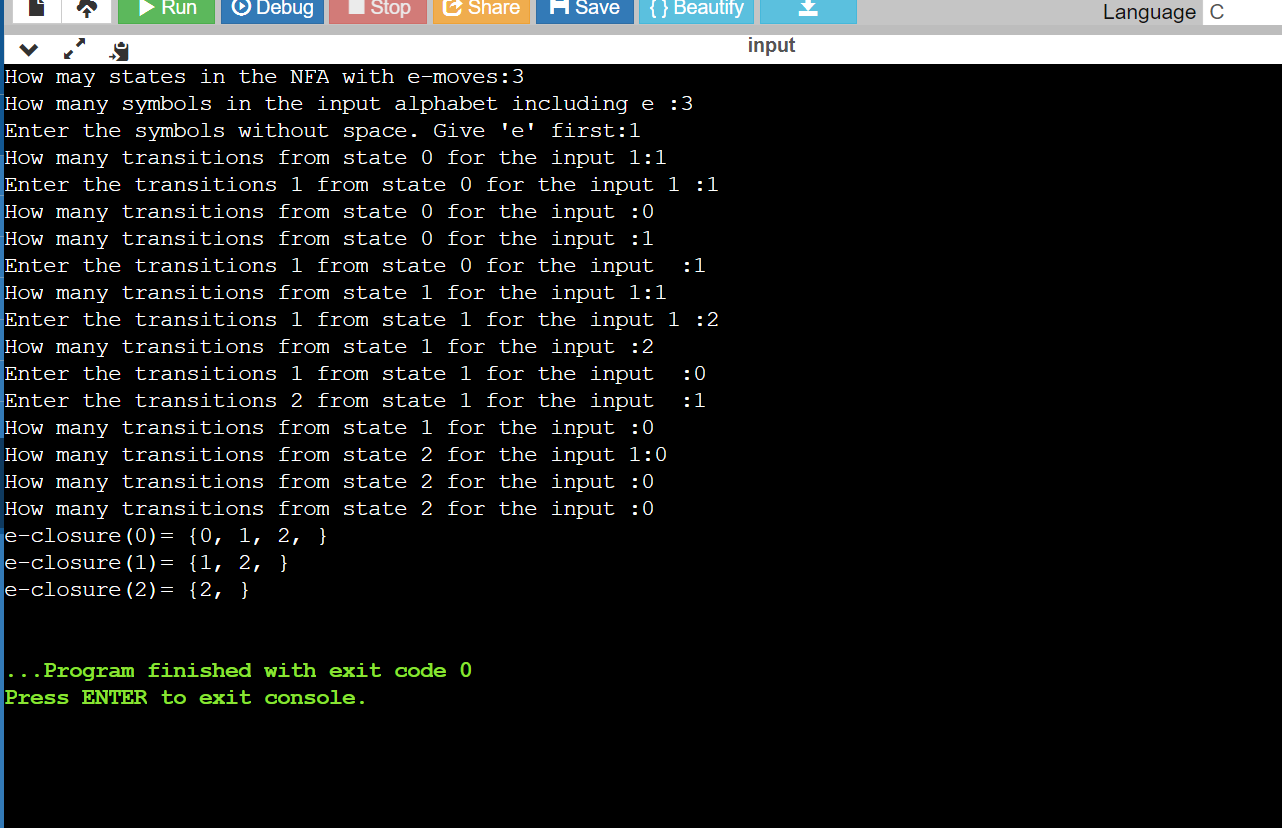 Run Debug Stop Share Save { } Beautify Language C
input
How may states in the NFA with e-moves:3
How many symbols in the input alphabet including e :3
Enter the symbols without space. Give 'e' first:1
How many transitions from state 0 for the input 1:1
Enter the transitions 1 from state 0 for the input 1 :1
How many transitions from state 0 for the input :0
How many transitions from state 0 for the input :1
Enter the transitions 1 from state 0 for the input  :1
How many transitions from state 1 for the input 1:1
Enter the transitions 1 from state 1 for the input 1 :2
How many transitions from state 1 for the input :2
Enter the transitions 1 from state 1 for the input  :0
Enter the transitions 2 from state 1 for the input  :1
How many transitions from state 1 for the input :0
How many transitions from state 2 for the input 1:0
How many transitions from state 2 for the input :0
How many transitions from state 2 for the input :0
e-closure(0)= {0, 1, 2, }
e-closure(1)= {1, 2, }
e-closure(2)= {2, }
...Program finished with exit code 0
Press ENTER to exit console.